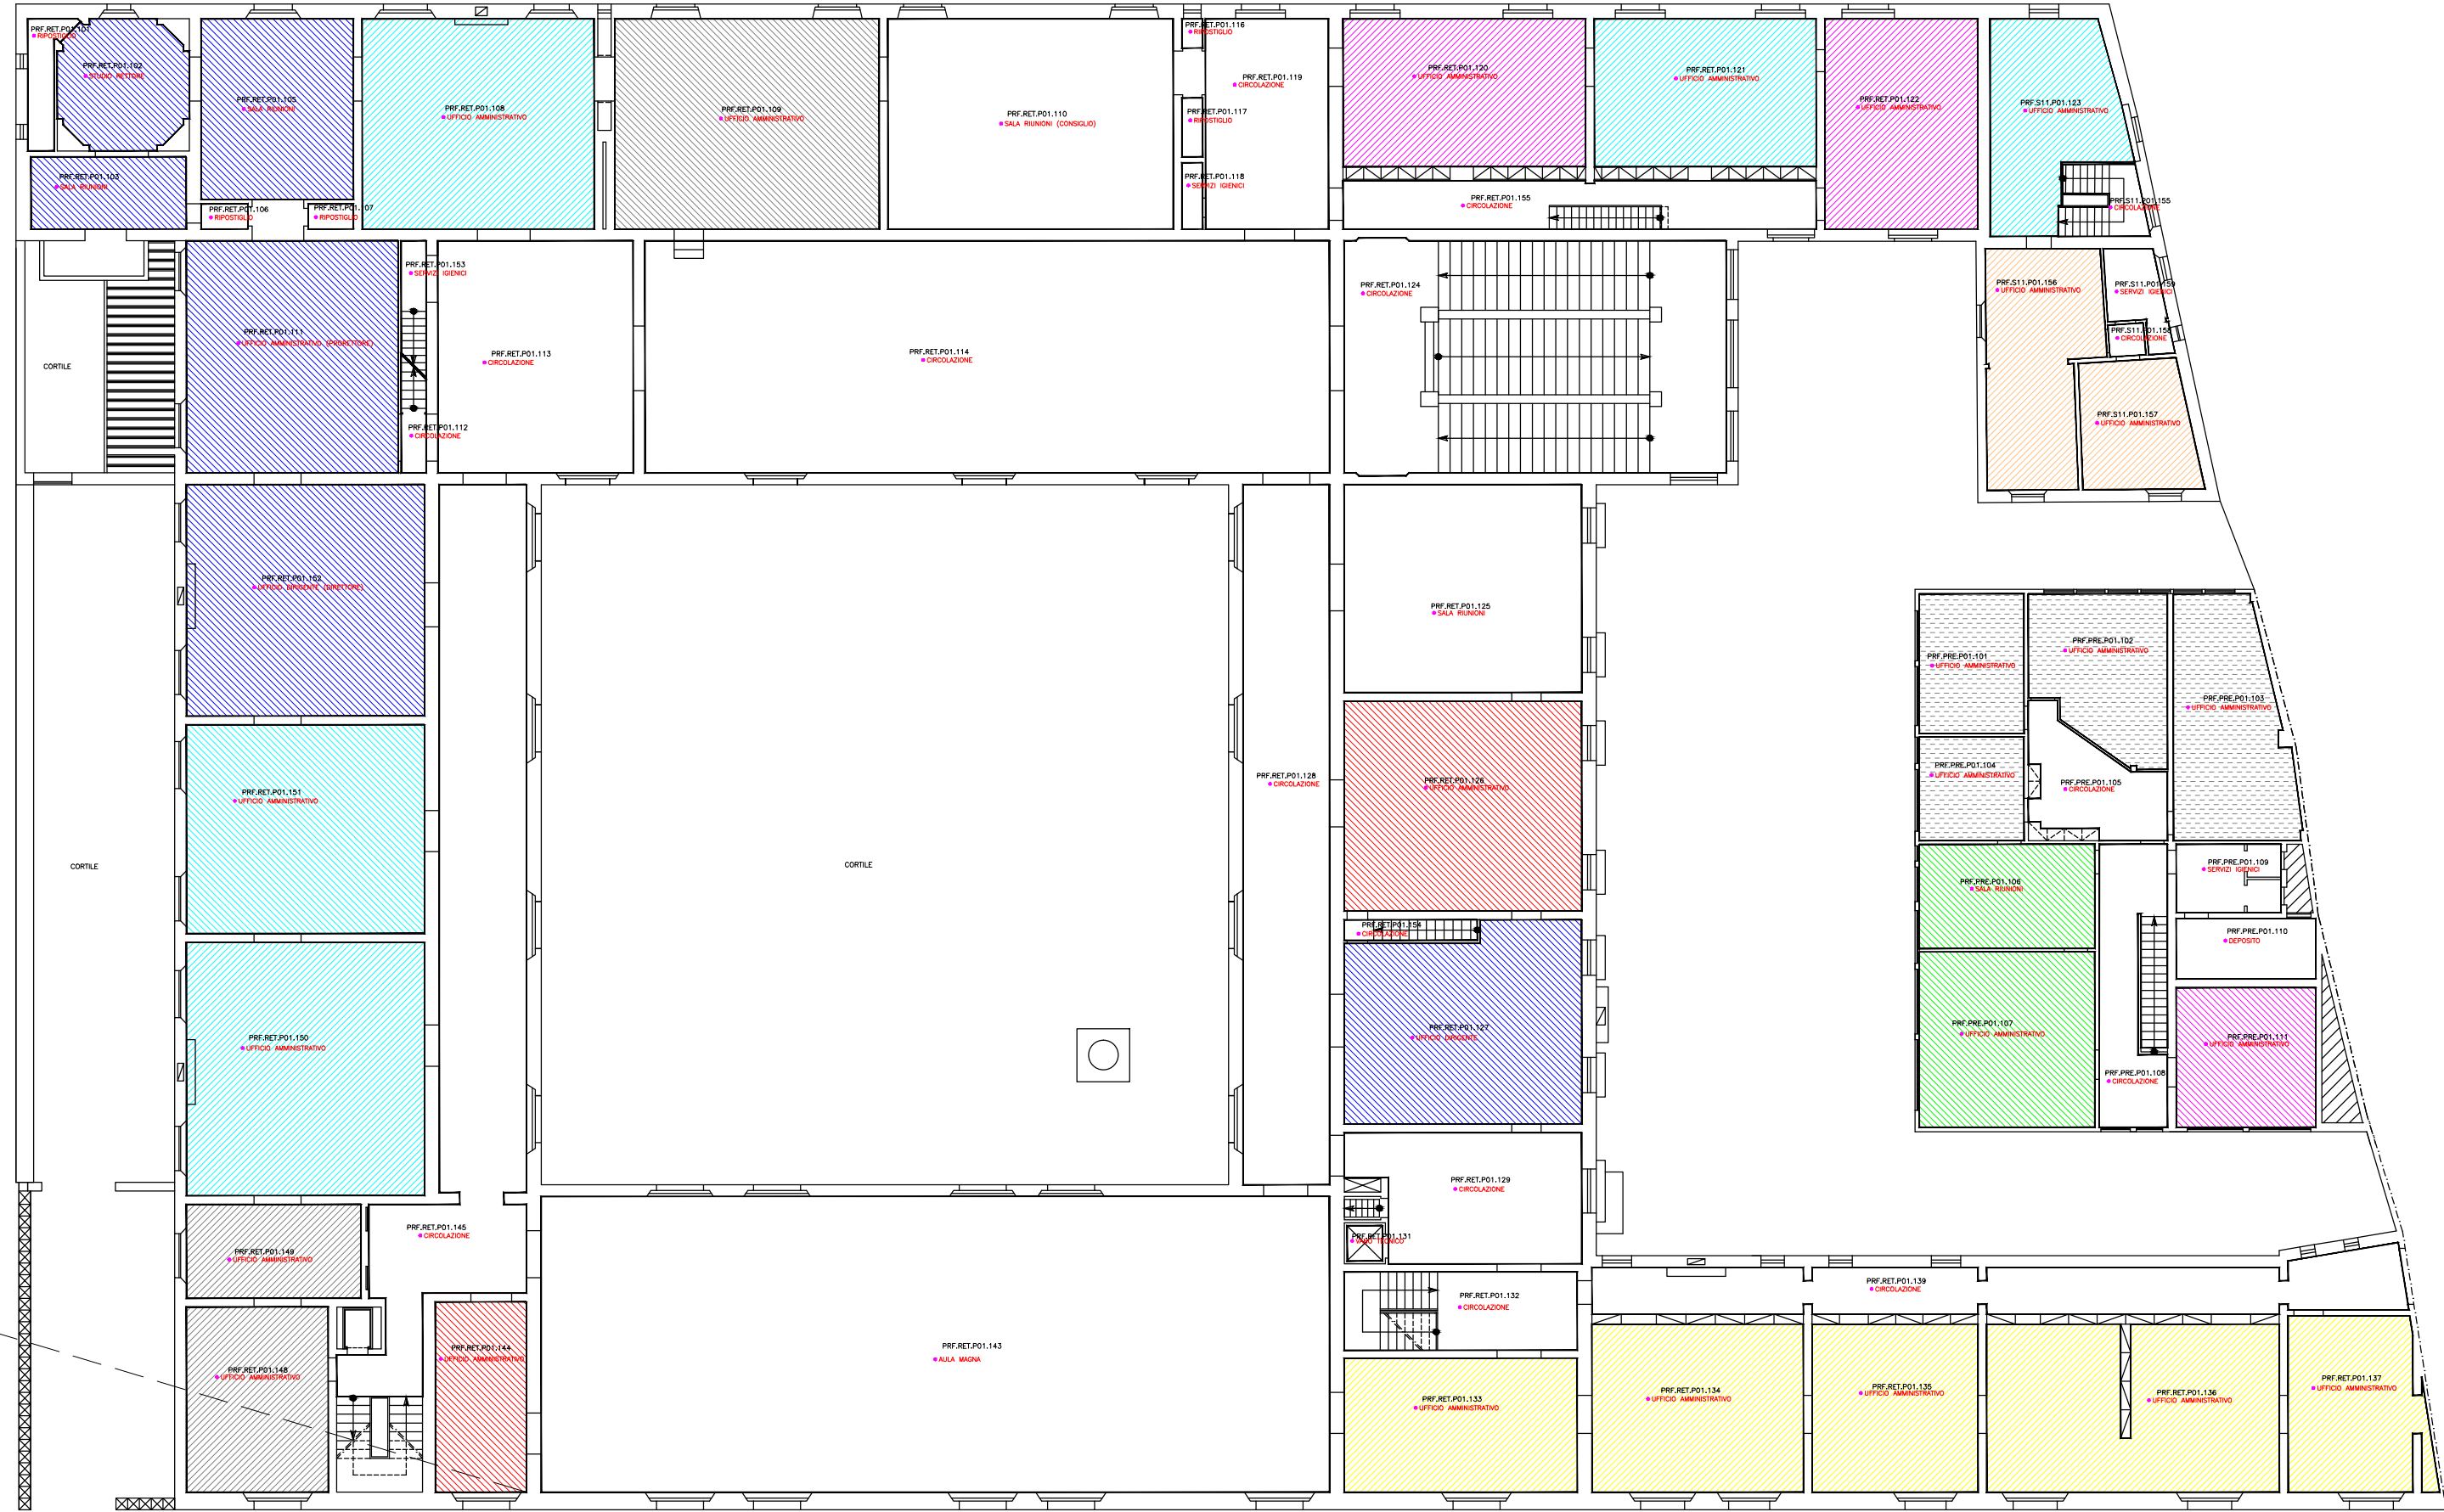 PRF.RET.P01.101
RIPOSTIGLIO
PRF.RET.P01.102
STUDIO RETTORE
PRF.RET.P01.105
SALA RIUNIONI
PRF.RET.P01.108
UFFICIO AMMINISTRATIVO
PRF.RET.P01.109
UFFICIO AMMINISTRATIVO
PRF.RET.P01.110
SALA RIUNIONI (CONSIGLIO)
PRF.RET.P01.116
RIPOSTIGLIO
PRF.RET.P01.119
CIRCOLAZIONE
PRF.RET.P01.117
RIPOSTIGLIO
PRF.RET.P01.118
SERVIZI IGIENICI
PRF.RET.P01.120
UFFICIO AMMINISTRATIVO
PRF.RET.P01.121
UFFICIO AMMINISTRATIVO
PRF.RET.P01.122
UFFICIO AMMINISTRATIVO
PRF.S11.P01.123
UFFICIO AMMINISTRATIVO
PRF.RET.P01.103
SALA RIUNIONI
PRF.RET.P01.106
RIPOSTIGLIO
PRF.RET.P01.107
RIPOSTIGLIO
PRF.RET.P01.155
CIRCOLAZIONE
PRF.S11.P01.155
CIRCOLAZIONE
PRF.RET.P01.153
SERVIZI IGIENICI
PRF.RET.P01.124
CIRCOLAZIONE
PRF.S11.P01.156
UFFICIO AMMINISTRATIVO
PRF.S11.P01.159
SERVIZI IGIENICI
PRF.S11.P01.158
CIRCOLAZIONE
PRF.RET.P01.111
UFFICIO AMMINISTRATIVO (PRORETTORE)
PRF.RET.P01.113
CIRCOLAZIONE
PRF.RET.P01.114
CIRCOLAZIONE
CORTILE
PRF.S11.P01.157
UFFICIO AMMINISTRATIVO
PRF.RET.P01.112
CIRCOLAZIONE
PRF.RET.P01.152
UFFICIO DIRIGENTE (DIRETTORE)
PRF.RET.P01.125
SALA RIUNIONI
PRF.PRE.P01.101
UFFICIO AMMINISTRATIVO
PRF.PRE.P01.102
UFFICIO AMMINISTRATIVO
PRF.PRE.P01.103
UFFICIO AMMINISTRATIVO
PRF.RET.P01.151
UFFICIO AMMINISTRATIVO
PRF.RET.P01.128
CIRCOLAZIONE
PRF.RET.P01.126
UFFICIO AMMINISTRATIVO
PRF.PRE.P01.104
UFFICIO AMMINISTRATIVO
PRF.PRE.P01.105
CIRCOLAZIONE
CORTILE
CORTILE
PRF.PRE.P01.106
SALA RIUNIONI
PRF.PRE.P01.109
SERVIZI IGIENICI
PRF.RET.P01.154
CIRCOLAZIONE
PRF.PRE.P01.110
DEPOSITO
PRF.RET.P01.150
UFFICIO AMMINISTRATIVO
PRF.RET.P01.127
UFFICIO DIRIGENTE
PRF.PRE.P01.107
UFFICIO AMMINISTRATIVO
PRF.PRE.P01.111
UFFICIO AMMINISTRATIVO
PRF.PRE.P01.108
CIRCOLAZIONE
PRF.RET.P01.129
CIRCOLAZIONE
PRF.RET.P01.145
CIRCOLAZIONE
PRF.RET.P01.131
VANO TECNICO
PRF.RET.P01.149
UFFICIO AMMINISTRATIVO
PRF.RET.P01.132
CIRCOLAZIONE
PRF.RET.P01.139
CIRCOLAZIONE
PRF.RET.P01.148
UFFICIO AMMINISTRATIVO
PRF.RET.P01.144
UFFICIO AMMINISTRATIVO
PRF.RET.P01.143
AULA MAGNA
PRF.RET.P01.133
UFFICIO AMMINISTRATIVO
PRF.RET.P01.134
UFFICIO AMMINISTRATIVO
PRF.RET.P01.135
UFFICIO AMMINISTRATIVO
PRF.RET.P01.136
UFFICIO AMMINISTRATIVO
PRF.RET.P01.137
UFFICIO AMMINISTRATIVO